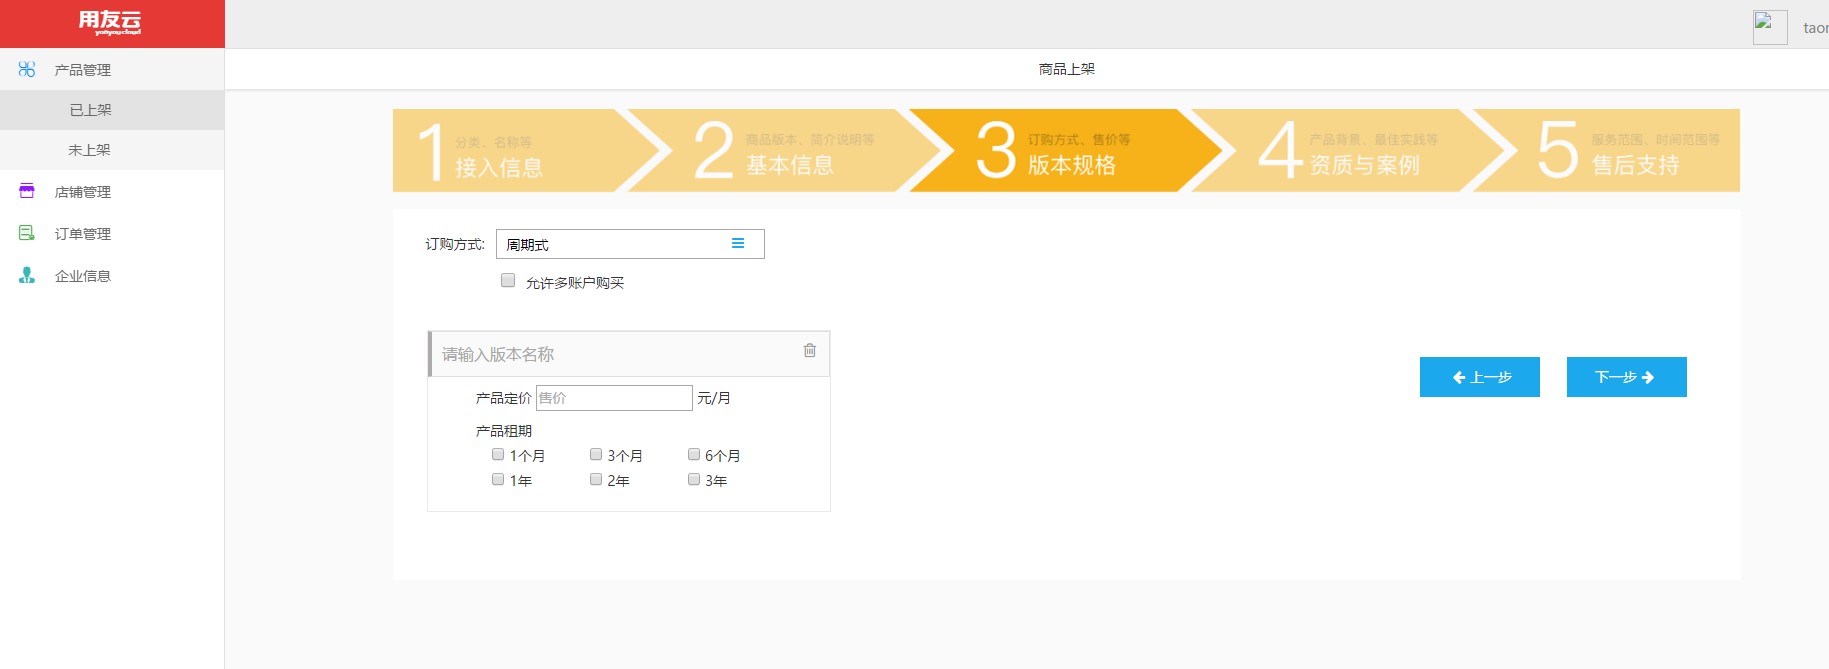 用友云
yonyoucloud
taor
产品管理
已上架
未上架
店铺管理
订单管理
企业信息
商品上架
1 分类、名称等
接入信息
2 商品版本、简介说明等
基本信息
3 订购方式、售价等
版本规格
4 产品背景、最佳实践等
资质与案例
5 服务范围、时间范围等
售后支持
订购方式: 周期式
允许多账户购买
请输入版本名称
产品定价 售价 元/月
产品租期
1个月 3个月 6个月
1年 2年 3年
上一步 下一步